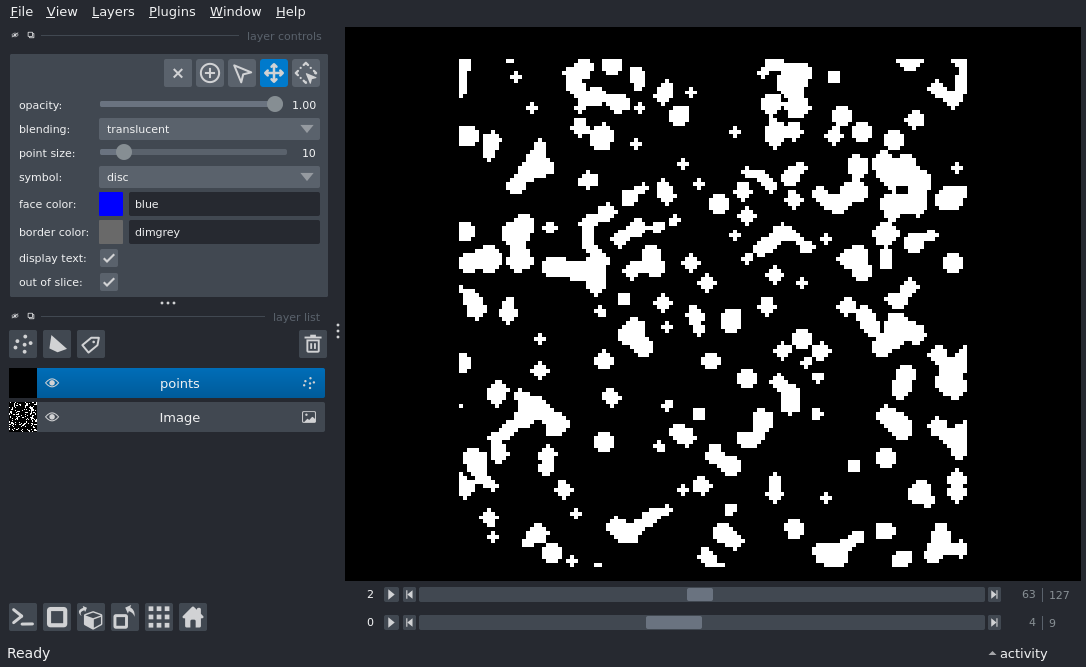 File View Layers Plugins Window Help
layer controls
opacity: 1.00
blending: translucent
point size: 10
symbol: disc
face color: blue
border color: dimgrey
display text:
out of slice:
layer list
points
Image
2 63 127
0 4 9
Ready activity